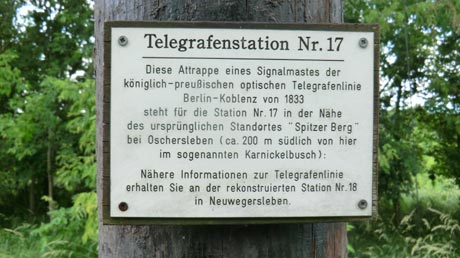 Telegrafenstation Nr. 17
Diese Attrappe eines Signalmastes der
königlich-preußischen optischen Telegrafenlinie
Berlin-Koblenz von 1833
steht für die Station Nr. 17 in der Nähe
des ursprünglichen Standortes "Spitzer Berg"
bei Oschersleben (ca. 200 m südlich von hier
im sogenannten Karnickelbusch):
Nähere Informationen zur Telegrafenlinie
erhalten Sie an der rekonstruierten Station Nr. 18
in Neuwegersleben.